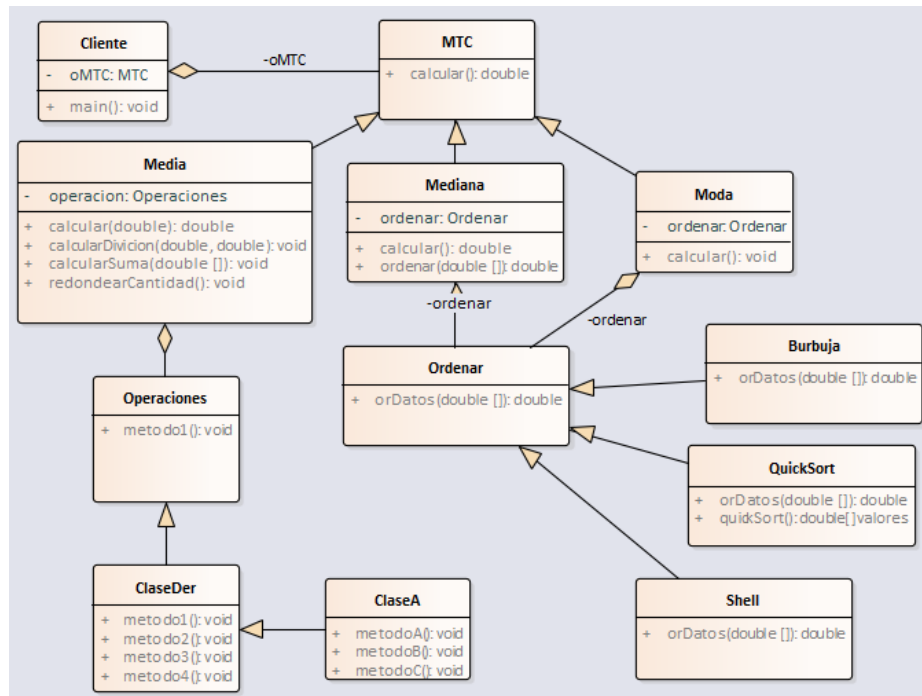 Cliente
- oMTC: MTC
+ main(): void
-oMTC
MTC
+ calcular(): double
Media
- operacion: Operaciones
+ calcular(double): double
+ calcularDivicion(double, double): void
+ calcularSuma(double []): void
+ redondearCantidad(): void
Mediana
- ordenar: Ordenar
+ calcular(): double
+ ordenar(double []): double
Moda
- ordenar: Ordenar
+ calcular(): void
-ordenar
-ordenar
Operaciones
+ metodo1(): void
Ordenar
+ orDatos(double []): double
Burbuja
+ orDatos(double []): double
QuickSort
+ orDatos(double []): double
+ quickSort(): double[]valores
ClaseDer
+ metodo1(): void
+ metodo2(): void
+ metodo3(): void
+ metodo4(): void
ClaseA
+ metodoA(): void
+ metodoB(): void
+ metodoC(): void
Shell
+ orDatos(double []): double